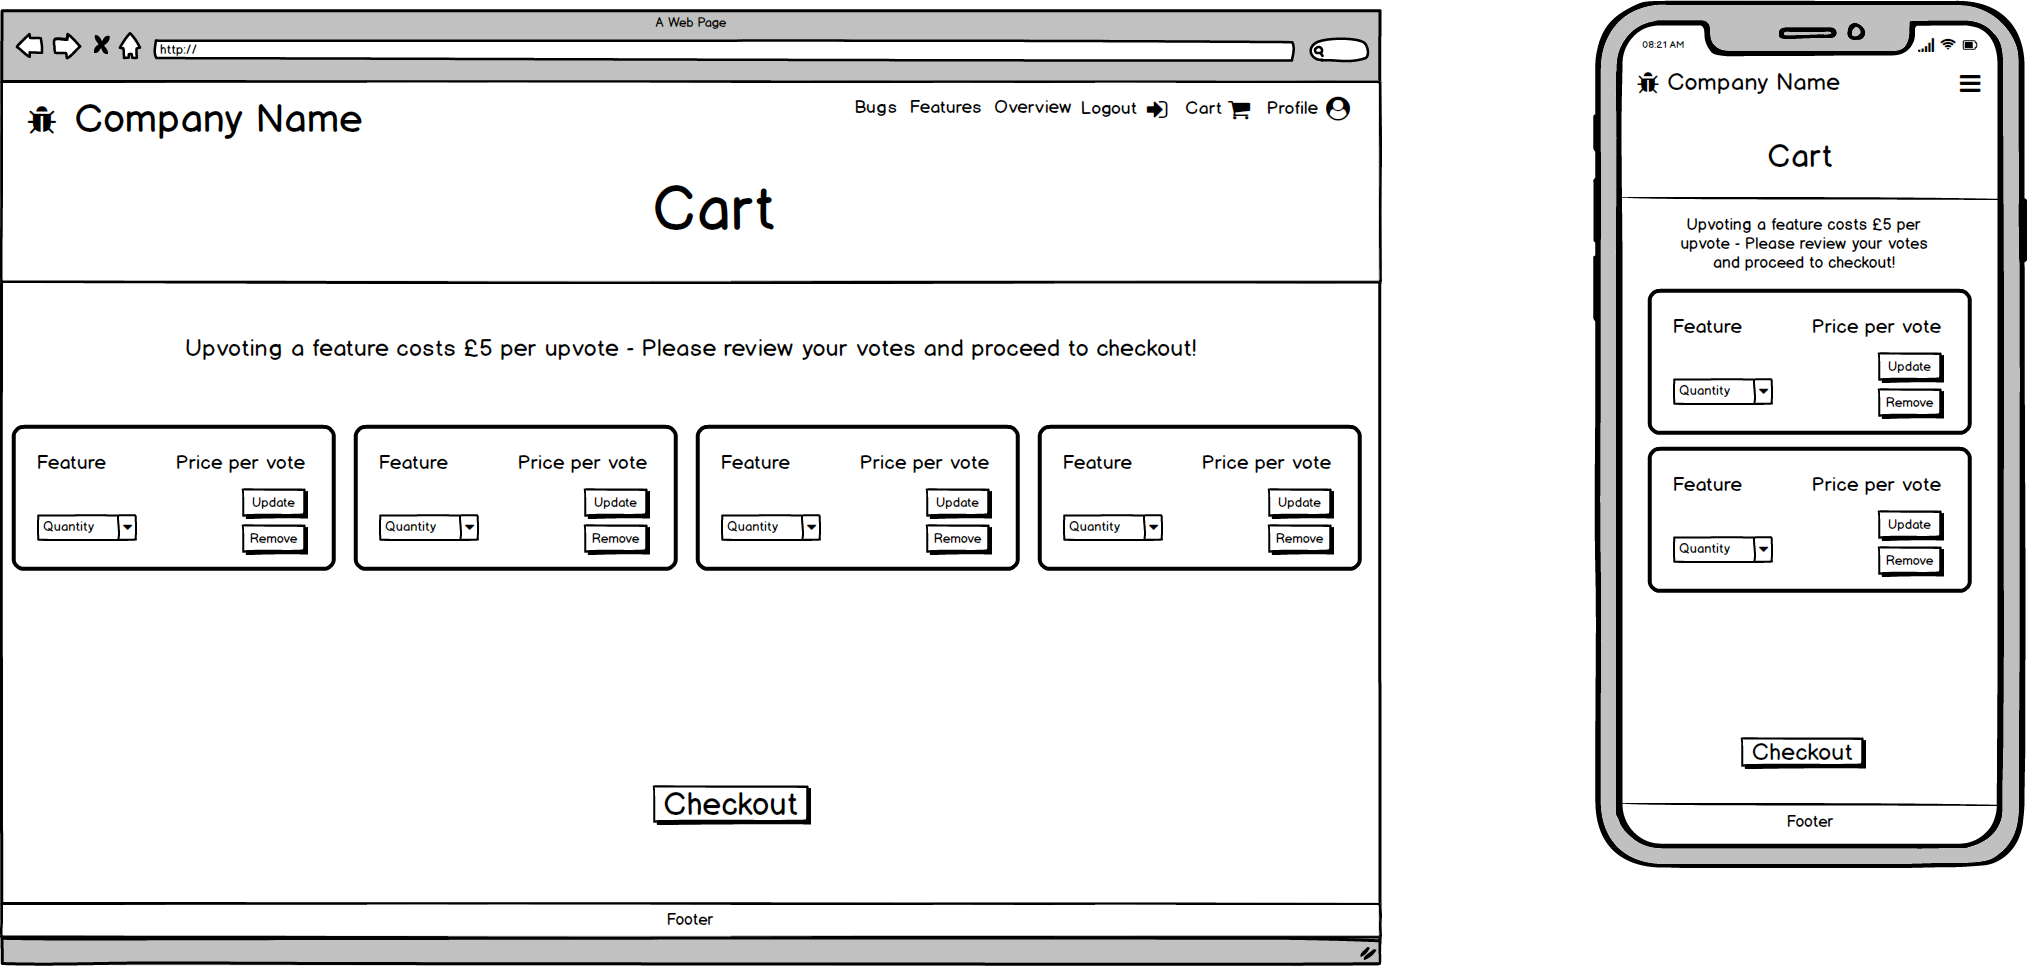 A Web Page
http://
Company Name
Bugs Features Overview Logout Cart Profile
Cart
Upvoting a feature costs £5 per upvote - Please review your votes and proceed to checkout!
Feature Price per vote Feature Price per vote Feature Price per vote Feature Price per vote
Update Update Update Update
Quantity Quantity Quantity Quantity
Remove Remove Remove Remove
Checkout
Footer
08:21 AM
Company Name
Cart
Upvoting a feature costs £5 per
upvote - Please review your votes
and proceed to checkout!
Feature Price per vote
Update
Quantity
Remove
Feature Price per vote
Update
Quantity
Remove
Checkout
Footer